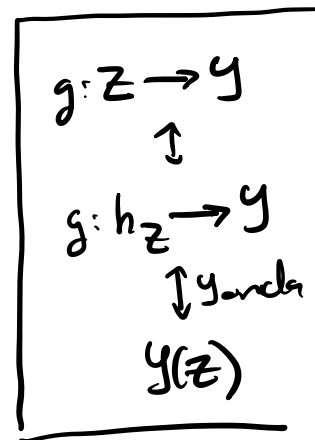 g: Z → Y
↕
g: h_Z → Y
↕ Yoneda
Y(Z)